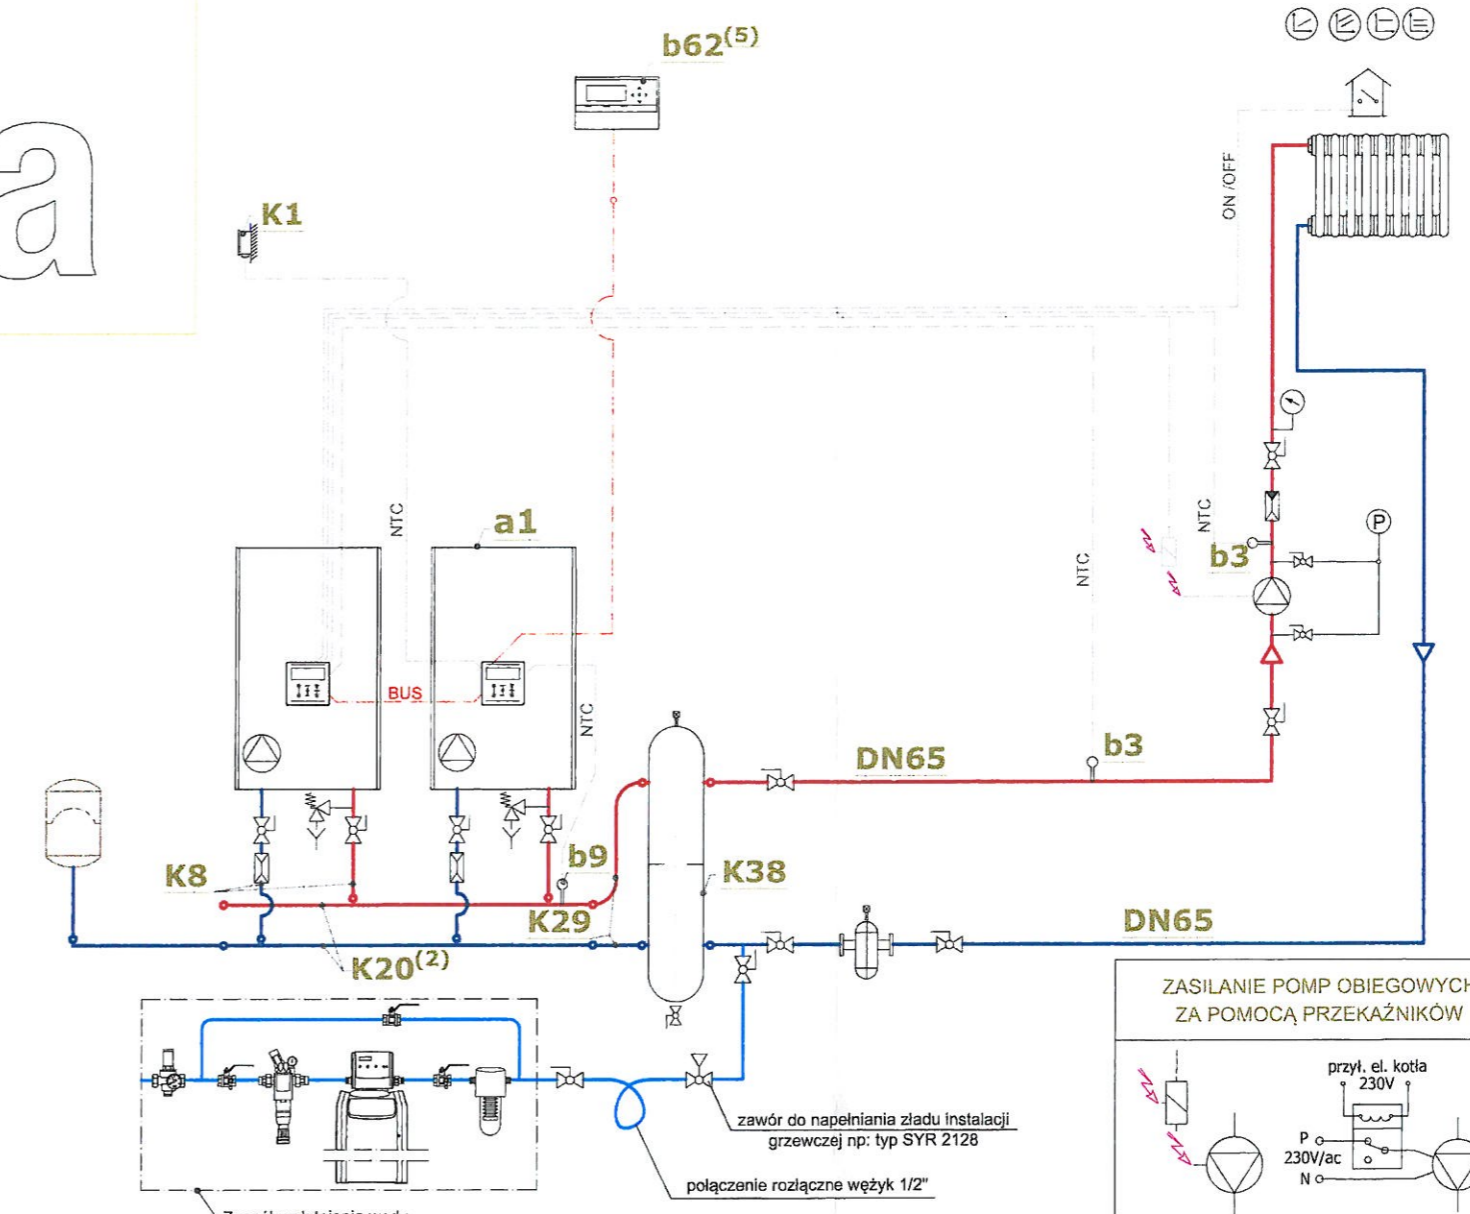 b62(5)
a
K1
ON /OFF
NTC
a1
NTC
b3
P
NTC
BUS
NTC
DN65
b3
K8
b9
K38
K29
DN65
K20(2)
ZASILANIE POMP OBIEGOWYCH
ZA POMOCĄ PRZEKAŹNIKÓW
przył. el. kotła
230V
P
230V/ac
N
zawór do napełniania zładu instalacji
grzewczej np: typ SYR 2128
połączenie rozłączne wężyk 1/2"